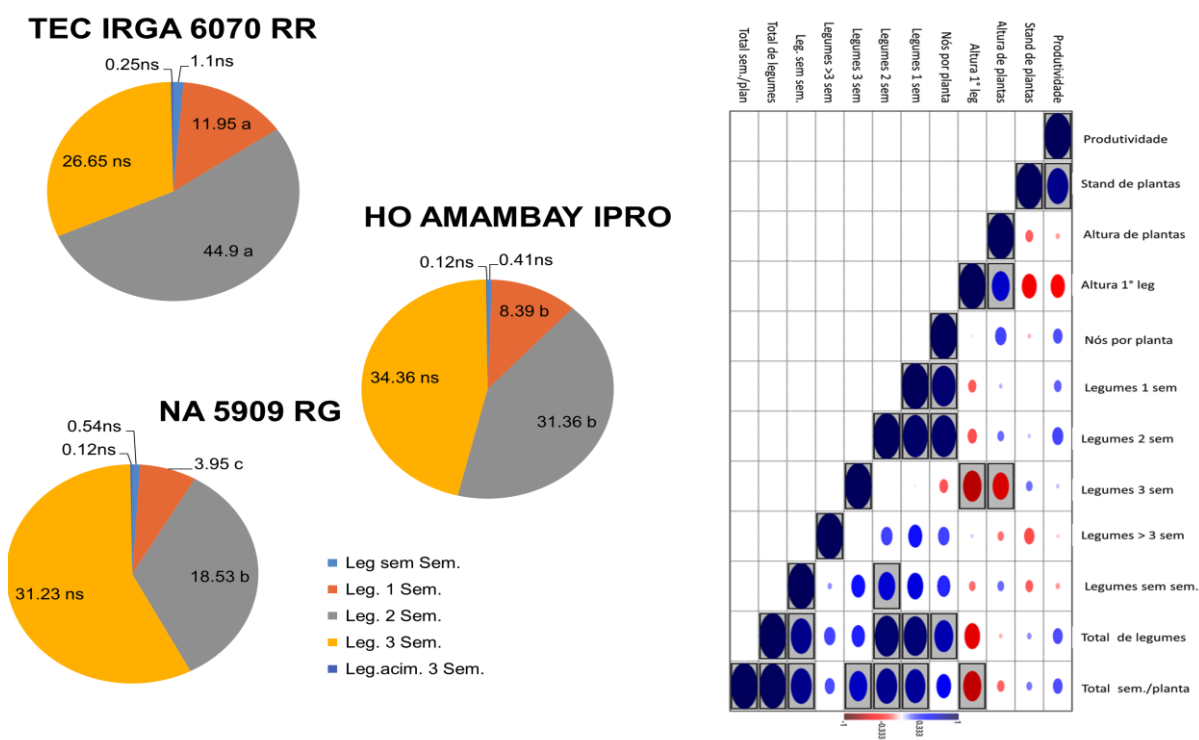 TEC IRGA 6070 RR
0.25ns
1.1ns
11.95 a
26.65 ns
44.9 a
HO AMAMBAY IPRO
0.12ns
0.41ns
8.39 b
34.36 ns
31.36 b
NA 5909 RG
0.54ns
0.12ns
3.95 c
18.53 b
31.23 ns
Leg sem Sem.
Leg. 1 Sem.
Leg. 2 Sem.
Leg. 3 Sem.
Leg.acim. 3 Sem.
Total sem./plan
Total de legumes
Leg. sem sem.
Legumes >3 sem
Legumes 3 sem
Legumes 2 sem
Legumes 1 sem
Nós por planta
Altura 1° leg
Altura de plantas
Stand de plantas
Produtividade
Produtividade
Stand de plantas
Altura de plantas
Altura 1° leg
Nós por planta
Legumes 1 sem
Legumes 2 sem
Legumes 3 sem
Legumes > 3 sem
Legumes sem sem.
Total de legumes
Total sem./planta
-1
-0.333
0.333
1